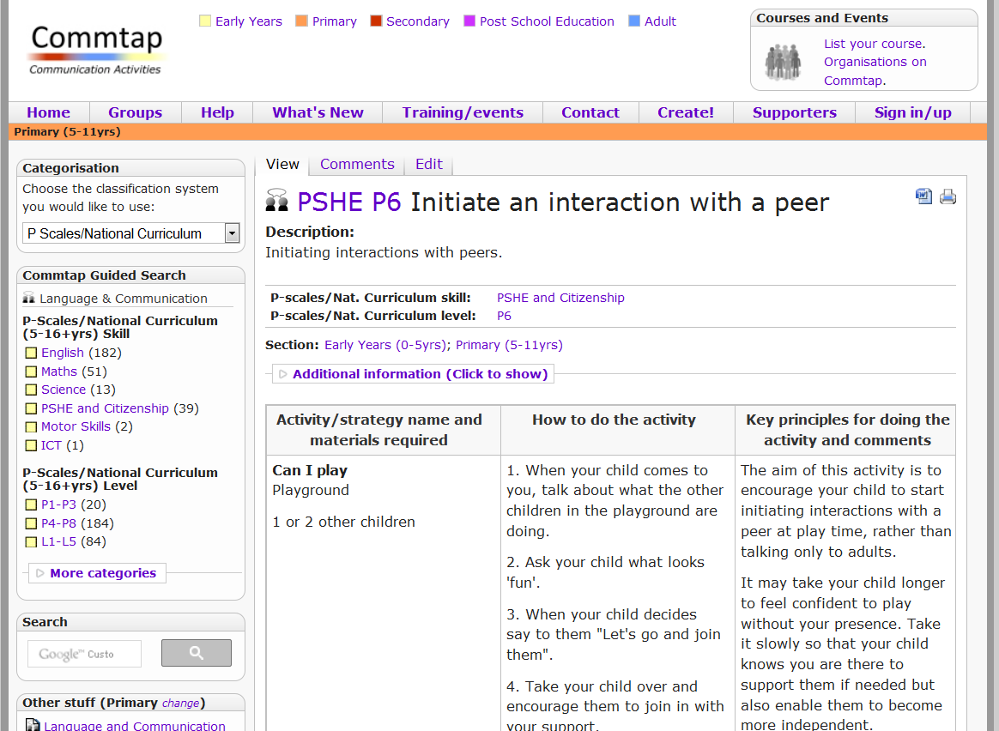 Commtap
Communication Activities
Early Years Primary Secondary Post School Education Adult
Courses and Events
List your course.
Organisations on
Commtap.
Home Groups Help What's New Training/events Contact Create! Supporters Sign in/up
Primary (5-11yrs)
Categorisation
Choose the classification system
you would like to use:
P Scales/National Curriculum
Commtap Guided Search
Language & Communication
P-Scales/National Curriculum
(5-16+yrs) Skill
English (182)
Maths (51)
Science (13)
PSHE and Citizenship (39)
Motor Skills (2)
ICT (1)
P-Scales/National Curriculum
(5-16+yrs) Level
P1-P3 (20)
P4-P8 (184)
L1-L5 (84)
More categories
Search
Google™ Custo
Other stuff (Primary change)
Language and Communication
View Comments Edit
PSHE P6 Initiate an interaction with a peer
Description:
Initiating interactions with peers.
P-scales/Nat. Curriculum skill: PSHE and Citizenship
P-scales/Nat. Curriculum level: P6
Section: Early Years (0-5yrs); Primary (5-11yrs)
Additional information (Click to show)
Activity/strategy name and
materials required
How to do the activity
Key principles for doing the
activity and comments
Can I play
Playground
1 or 2 other children
1. When your child comes to
you, talk about what the other
children in the playground are
doing.
2. Ask your child what looks
'fun'.
3. When your child decides
say to them "Let's go and join
them".
4. Take your child over and
encourage them to join in with
your support.
The aim of this activity is to
encourage your child to start
initiating interactions with a
peer at play time, rather than
talking only to adults.
It may take your child longer
to feel confident to play
without your presence. Take
it slowly so that your child
knows you are there to
support them if needed but
also enable them to become
more independent.